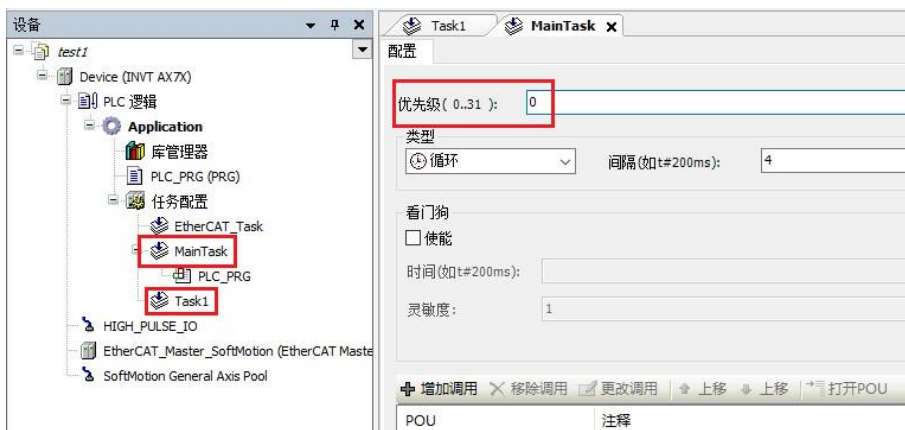 设备
test1
Device (INVT AX7X)
PLC 逻辑
Application
库管理器
PLC_PRG (PRG)
任务配置
EtherCAT_Task
MainTask
PLC_PRG
Task1
HIGH_PULSE_IO
EtherCAT_Master_SoftMotion (EtherCAT Maste
SoftMotion General Axis Pool
Task1 MainTask
配置
优先级( 0..31 ): 0
类型
循环 间隔(如t#200ms): 4
看门狗
使能
时间(如t#200ms):
灵敏度: 1
增加调用 移除调用 更改调用 上移 上移 打开POU
POU 注释